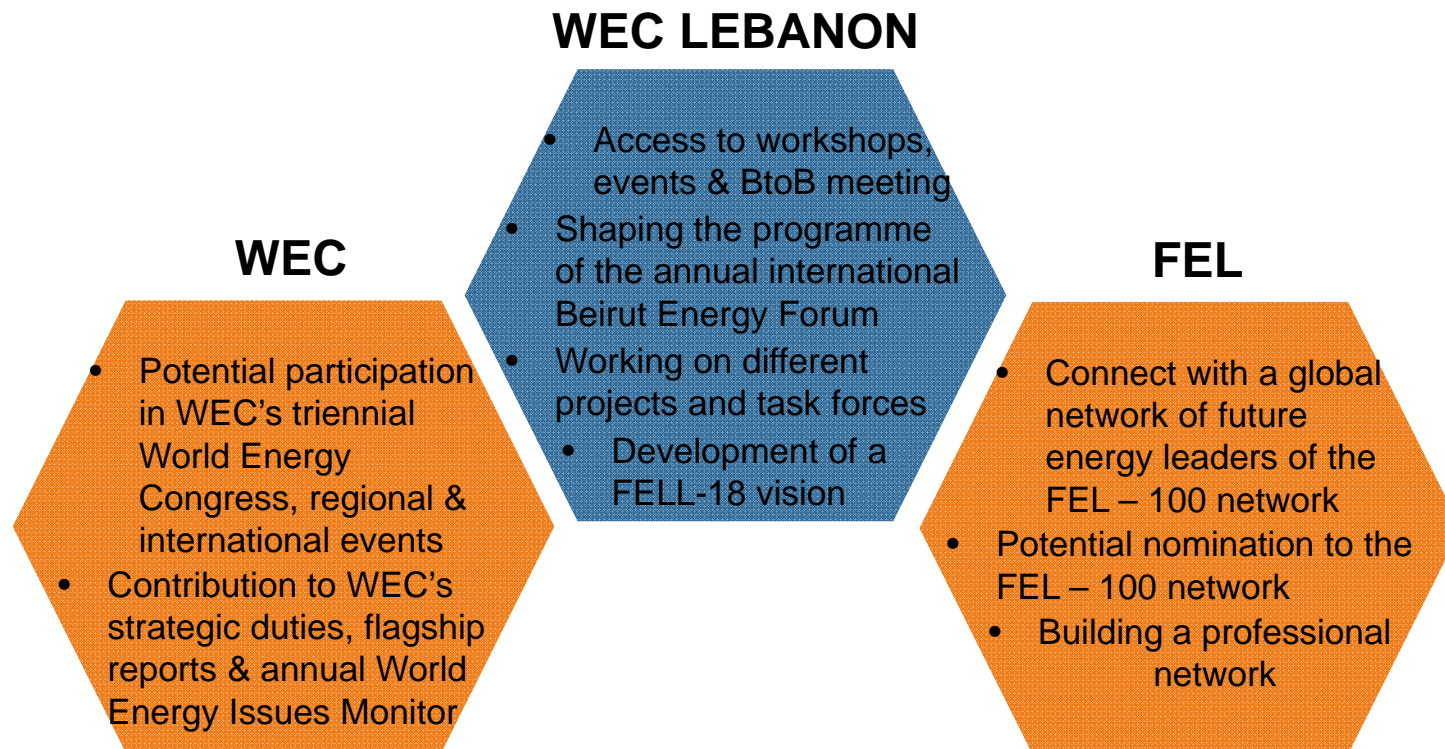 WEC LEBANON
• Access to workshops,
events & BtoB meeting
• Shaping the programme
of the annual international
Beirut Energy Forum
• Working on different
projects and task forces
• Development of a
FELL-18 vision
WEC
• Potential participation
in WEC’s triennial
World Energy
Congress, regional &
international events
• Contribution to WEC’s
strategic duties, flagship
reports & annual World
Energy Issues Monitor
FEL
• Connect with a global
network of future
energy leaders of the
FEL – 100 network
• Potential nomination to the
FEL – 100 network
• Building a professional
network